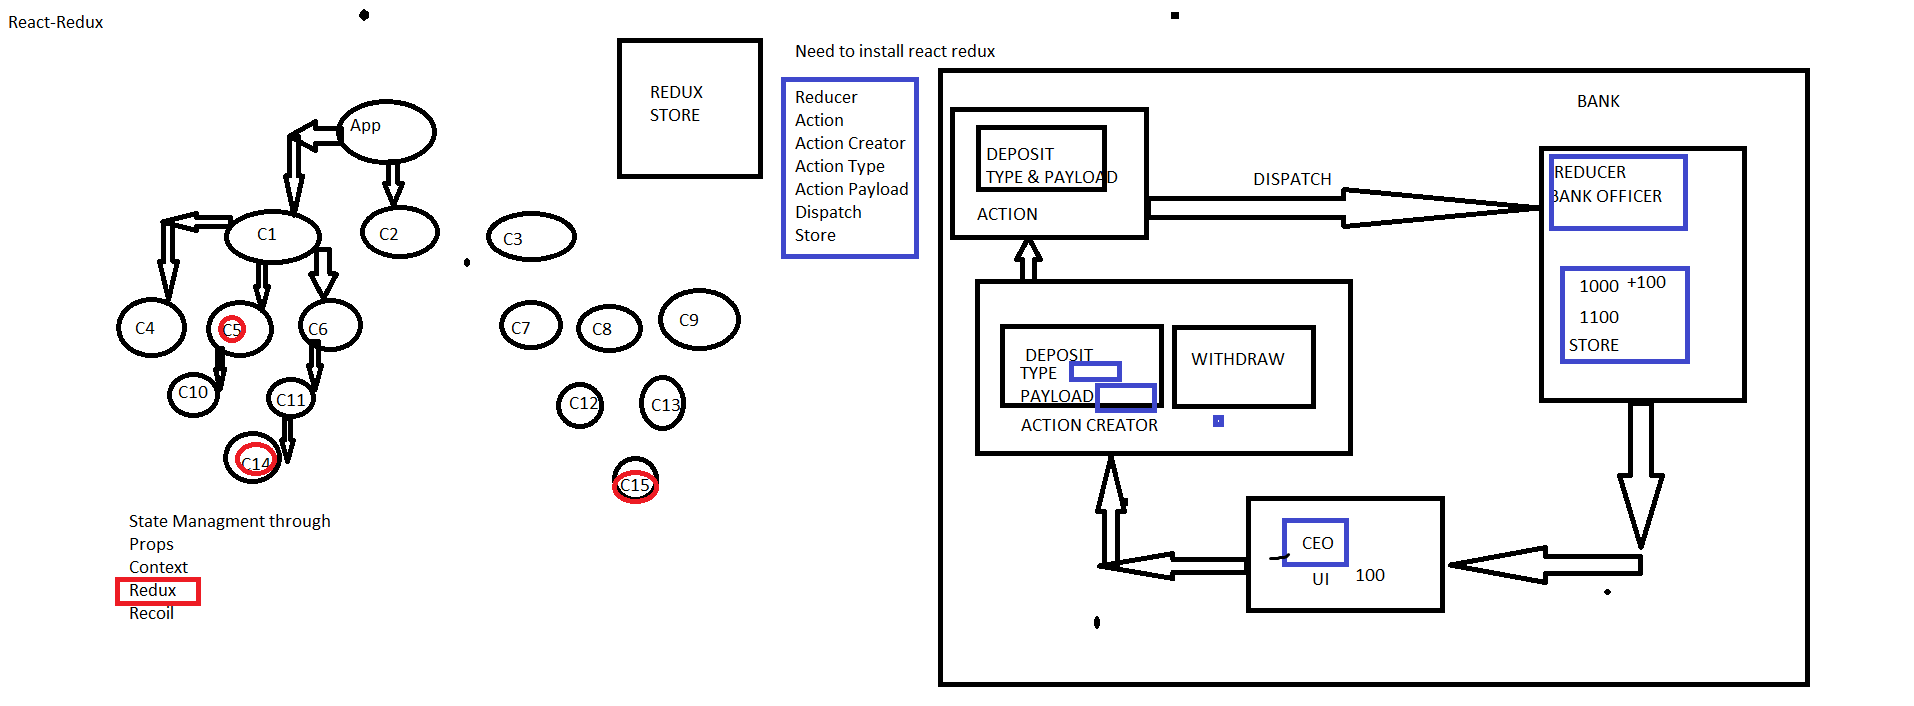 React-Redux
App
C1
C2
C3
C4
C5
C6
C7
C8
C9
C10
C11
C12
C13
C14
C15
State Managment through
Props
Context
Redux
Recoil
REDUX
STORE
Need to install react redux
Reducer
Action
Action Creator
Action Type
Action Payload
Dispatch
Store
BANK
DEPOSIT
TYPE & PAYLOAD
ACTION
DISPATCH
REDUCER
BANK OFFICER
1000 +100
1100
STORE
DEPOSIT
TYPE
PAYLOAD
WITHDRAW
ACTION CREATOR
CEO
UI 100